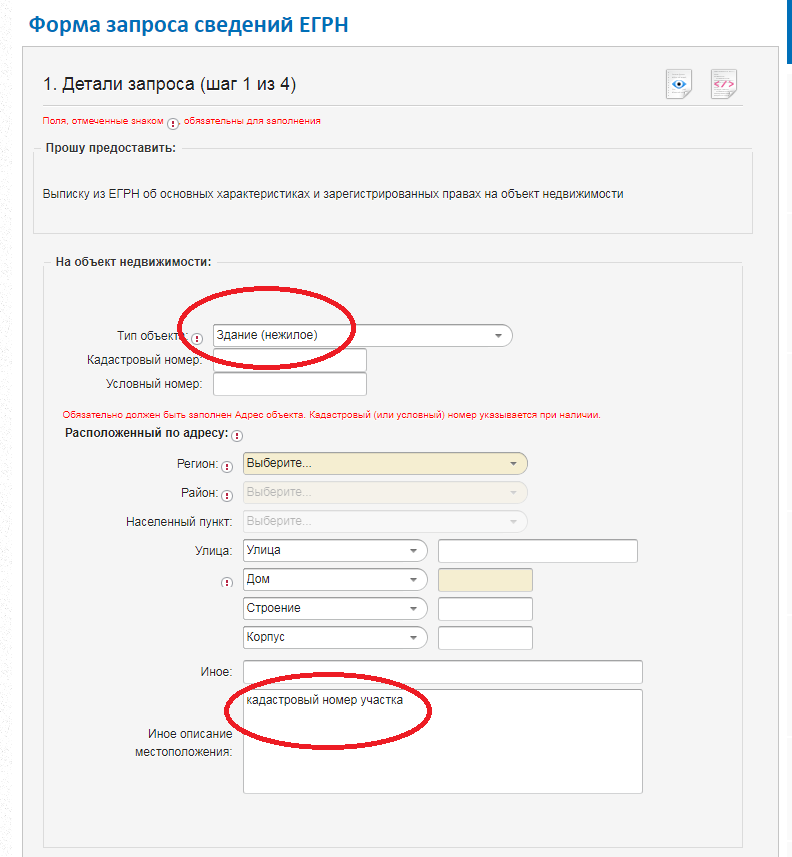 Форма запроса сведений ЕГРН
1. Детали запроса (шаг 1 из 4)
</>
Поля, отмеченные знаком !, обязательны для заполнения
Прошу предоставить:
Выписку из ЕГРН об основных характеристиках и зарегистрированных правах на объект недвижимости
На объект недвижимости:
Тип объекта: ! Здание (нежилое)
Кадастровый номер:
Условный номер:
Обязательно должен быть заполнен Адрес объекта. Кадастровый (или условный) номер указывается при наличии.
Расположенный по адресу: !
Регион: ! Выберите...
Район: ! Выберите...
Населенный пункт: Выберите...
Улица: Улица
! Дом
Строение
Корпус
Иное:
кадастровый номер участка
Иное описание
местоположения: